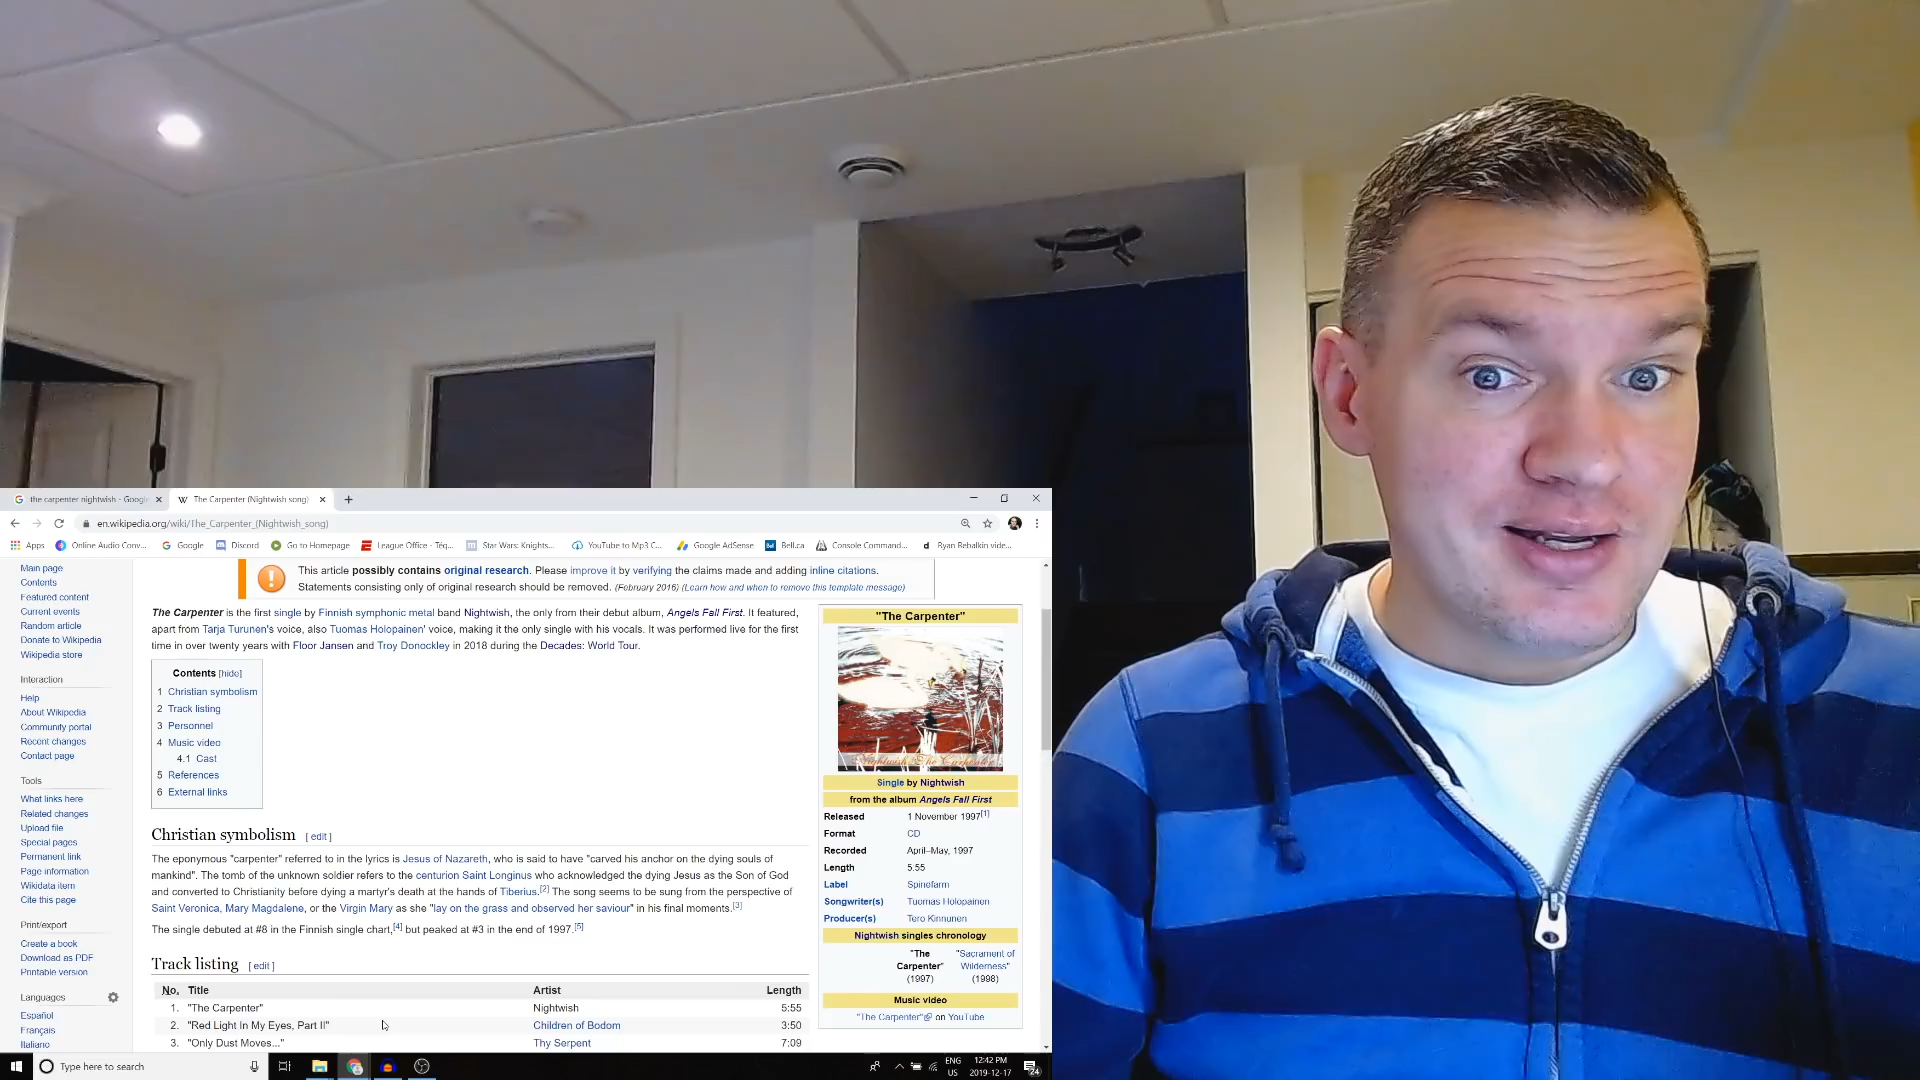 the carpenter nightwish - Google
The Carpenter (Nightwish song)
en.wikipedia.org/wiki/The_Carpenter_(Nightwish_song)
Apps
Online Audio Conv...
Google
Discord
Go to Homepage
League Office - Téq...
Star Wars: Knights...
YouTube to Mp3 C...
Google AdSense
Bell.ca
Console Command...
Ryan Rebalkin vide...
Main page
Contents
Featured content
Current events
Random article
Donate to Wikipedia
Wikipedia store
Interaction
Help
About Wikipedia
Community portal
Recent changes
Contact page
Tools
What links here
Related changes
Upload file
Special pages
Permanent link
Page information
Wikidata item
Cite this page
Print/export
Create a book
Download as PDF
Printable version
Languages
Español
Français
Italiano
This article possibly contains original research. Please improve it by verifying the claims made and adding inline citations.
Statements consisting only of original research should be removed. (February 2016) (Learn how and when to remove this template message)
The Carpenter is the first single by Finnish symphonic metal band Nightwish, the only from their debut album, Angels Fall First. It featured,
apart from Tarja Turunen's voice, also Tuomas Holopainen' voice, making it the only single with his vocals. It was performed live for the first
time in over twenty years with Floor Jansen and Troy Donockley in 2018 during the Decades: World Tour.
Contents [hide]
1 Christian symbolism
2 Track listing
3 Personnel
4 Music video
4.1 Cast
5 References
6 External links
Christian symbolism [ edit ]
The eponymous "carpenter" referred to in the lyrics is Jesus of Nazareth, who is said to have "carved his anchor on the dying souls of
mankind". The tomb of the unknown soldier refers to the centurion Saint Longinus who acknowledged the dying Jesus as the Son of God
and converted to Christianity before dying a martyr's death at the hands of Tiberius.[2] The song seems to be sung from the perspective of
Saint Veronica, Mary Magdalene, or the Virgin Mary as she "lay on the grass and observed her saviour" in his final moments.[3]
The single debuted at #8 in the Finnish single chart,[4] but peaked at #3 in the end of 1997.[5]
Track listing [ edit ]
No. Title Artist Length
1. "The Carpenter" Nightwish 5:55
2. "Red Light In My Eyes, Part II" Children of Bodom 3:50
3. "Only Dust Moves..." Thy Serpent 7:09
"The Carpenter"
Nightwish The Carpenter
Single by Nightwish
from the album Angels Fall First
Released 1 November 1997[1]
Format CD
Recorded April–May, 1997
Length 5:55
Label Spinefarm
Songwriter(s) Tuomas Holopainen
Producer(s) Tero Kinnunen
Nightwish singles chronology
"The Carpenter" (1997)
"Sacrament of Wilderness" (1998)
Music video
"The Carpenter" on YouTube
Type here to search
ENG
US
12:42 PM
2019-12-17
24